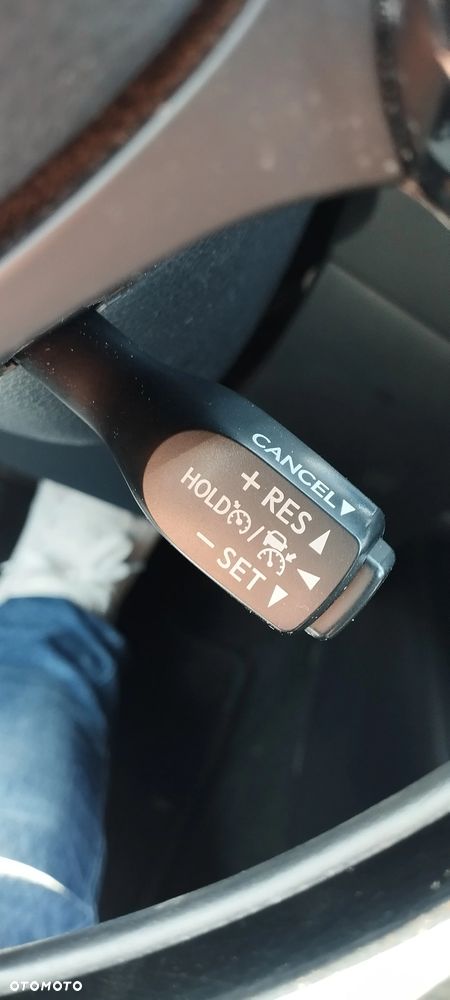 CANCEL▼
+ RES ▲
HOLD /
- SET ▼
OTOMOTO